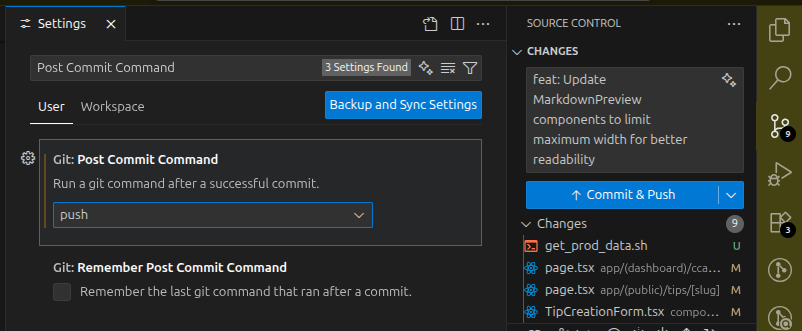 Settings
Post Commit Command
3 Settings Found
User
Workspace
Backup and Sync Settings
Git: Post Commit Command
Run a git command after a successful commit.
push
Git: Remember Post Commit Command
Remember the last git command that ran after a commit.
SOURCE CONTROL
CHANGES
feat: Update
MarkdownPreview
components to limit
maximum width for better
readability
Commit & Push
Changes 9
get_prod_data.sh U
page.tsx app/(dashboard)/cca... M
page.tsx app/(public)/tips/[slug] M
TipCreationForm.tsx compo... M
9
3